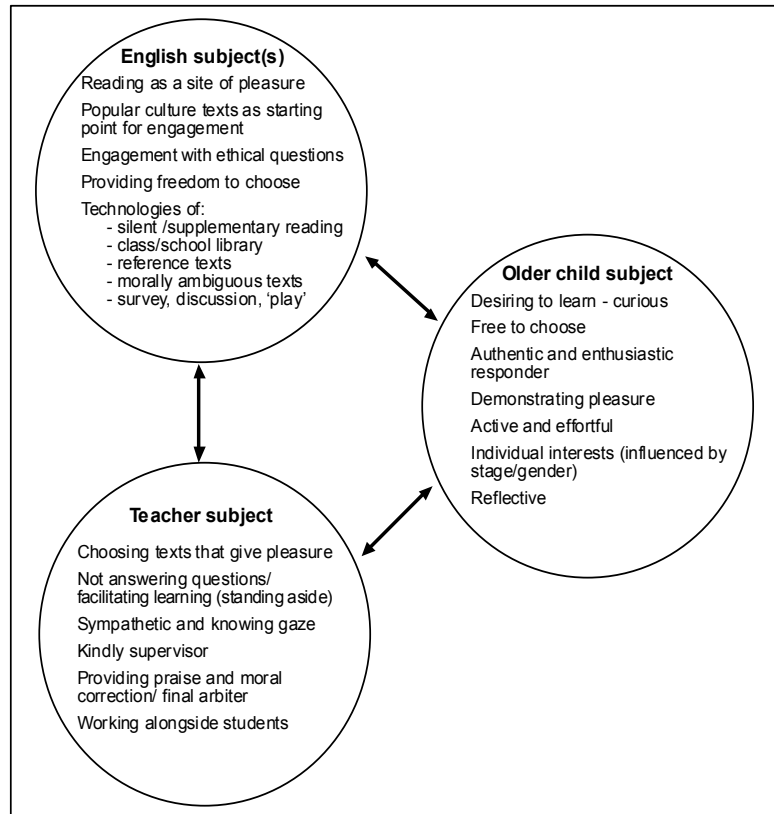 English subject(s)
Reading as a site of pleasure
Popular culture texts as starting
point for engagement
Engagement with ethical questions
Providing freedom to choose
Technologies of:
- silent /supplementary reading
- class/school library
- reference texts
- morally ambiguous texts
- survey, discussion, ‘play’
Older child subject
Desiring to learn - curious
Free to choose
Authentic and enthusiastic
responder
Demonstrating pleasure
Active and effortful
Individual interests (influenced by
stage/gender)
Reflective
Teacher subject
Choosing texts that give pleasure
Not answering questions/
facilitating learning (standing aside)
Sympathetic and knowing gaze
Kindly supervisor
Providing praise and moral
correction/ final arbiter
Working alongside students